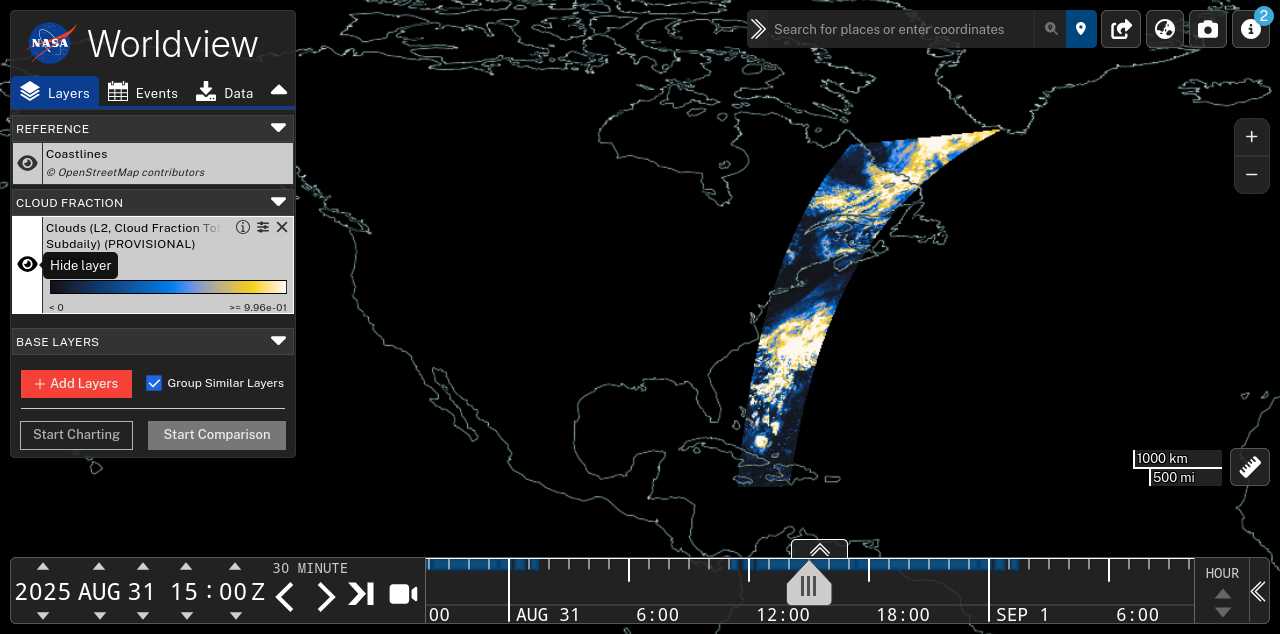 NASA
Worldview
Layers
Events
Data
REFERENCE
Coastlines
© OpenStreetMap contributors
CLOUD FRACTION
Clouds (L2, Cloud Fraction Tot
Subdaily) (PROVISIONAL)
Hide layer
< 0
>= 9.96e-01
BASE LAYERS
+ Add Layers
Group Similar Layers
Start Charting
Start Comparison
Search for places or enter coordinates
2
1000 km
500 mi
30 MINUTE
2025 AUG 31 15 : 00 Z
00
AUG 31
6:00
12:00
18:00
SEP 1
6:00
HOUR